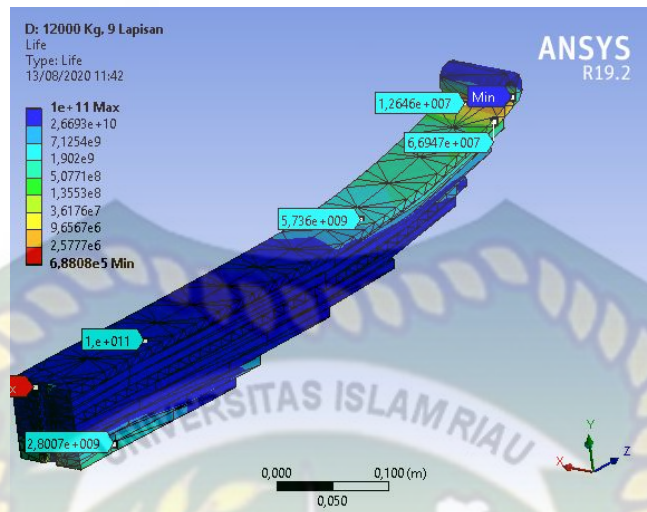 D: 12000 Kg, 9 Lapisan
Life
Type: Life
13/08/2020 11:42
1e+11 Max
2,6693e+10
7,1254e9
1,902e9
5,0771e8
1,3553e8
3,6176e7
9,6567e6
2,5777e6
6,8808e5 Min
ANSYS
R19.2
1,2646e+007
Min
6,6947e+007
5,736e+009
1,e+011
x
2,8007e+009
UNIVERSITAS ISLAM RIAU
0,000
0,100 (m)
0,050
Y
Z
X